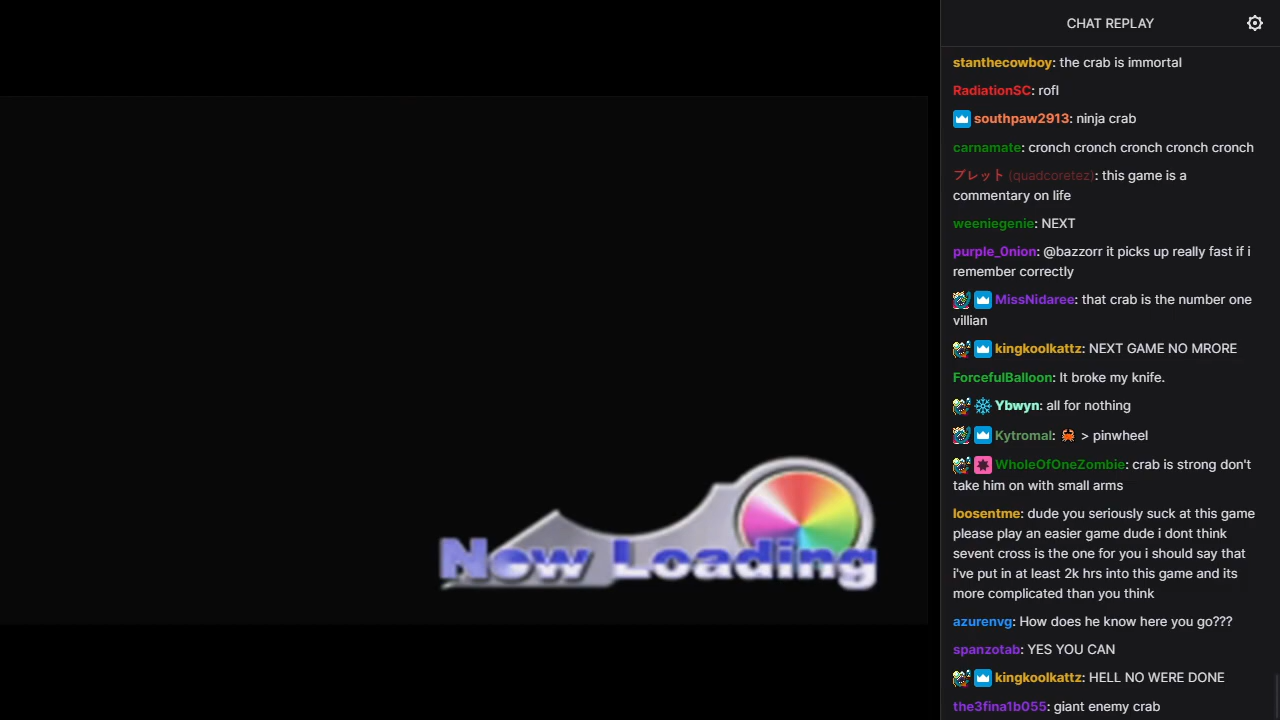 CHAT REPLAY
stanthecowboy: the crab is immortal
RadiationSC: rofl
southpaw2913: ninja crab
carnamate: cronch cronch cronch cronch cronch
ブレット (quadcoretez): this game is a
commentary on life
weeniegenie: NEXT
purple_0nion: @bazzorr it picks up really fast if i
remember correctly
MissNidaree: that crab is the number one
villian
kingkoolkattz: NEXT GAME NO MRORE
ForcefulBalloon: It broke my knife.
Ybwyn: all for nothing
Kytromal: 🦀 > pinwheel
WholeOfOneZombie: crab is strong don't
take him on with small arms
loosentme: dude you seriously suck at this game
please play an easier game dude i dont think
sevent cross is the one for you i should say that
i've put in at least 2k hrs into this game and its
more complicated than you think
azurenvg: How does he know here you go???
spanzotab: YES YOU CAN
kingkoolkattz: HELL NO WERE DONE
the3fina1b055: giant enemy crab
Now Loading